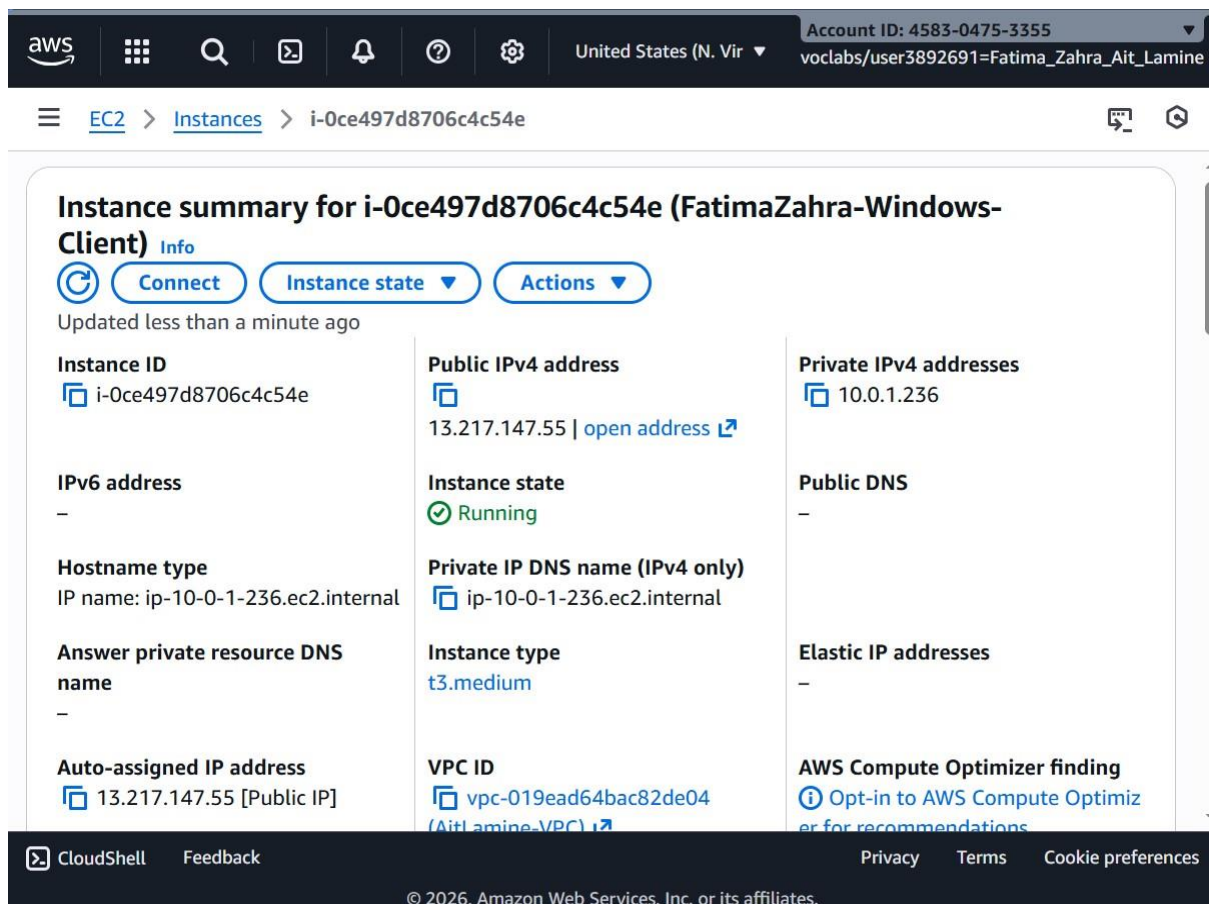 aws
United States (N. Vir
Account ID: 4583-0475-3355
voclabs/user3892691=Fatima_Zahra_Ait_Lamine
EC2 > Instances > i-0ce497d8706c4c54e
Instance summary for i-0ce497d8706c4c54e (FatimaZahra-Windows-
Client) Info
Connect
Instance state
Actions
Updated less than a minute ago
Instance ID
i-0ce497d8706c4c54e
Public IPv4 address
13.217.147.55 | open address
Private IPv4 addresses
10.0.1.236
IPv6 address
–
Instance state
Running
Public DNS
–
Hostname type
IP name: ip-10-0-1-236.ec2.internal
Private IP DNS name (IPv4 only)
ip-10-0-1-236.ec2.internal
Answer private resource DNS
name
–
Instance type
t3.medium
Elastic IP addresses
–
Auto-assigned IP address
13.217.147.55 [Public IP]
VPC ID
vpc-019ead64bac82de04
(AitLamine-VPC)
AWS Compute Optimizer finding
Opt-in to AWS Compute Optimiz
er for recommendations
CloudShell
Feedback
Privacy
Terms
Cookie preferences
© 2026, Amazon Web Services, Inc. or its affiliates.